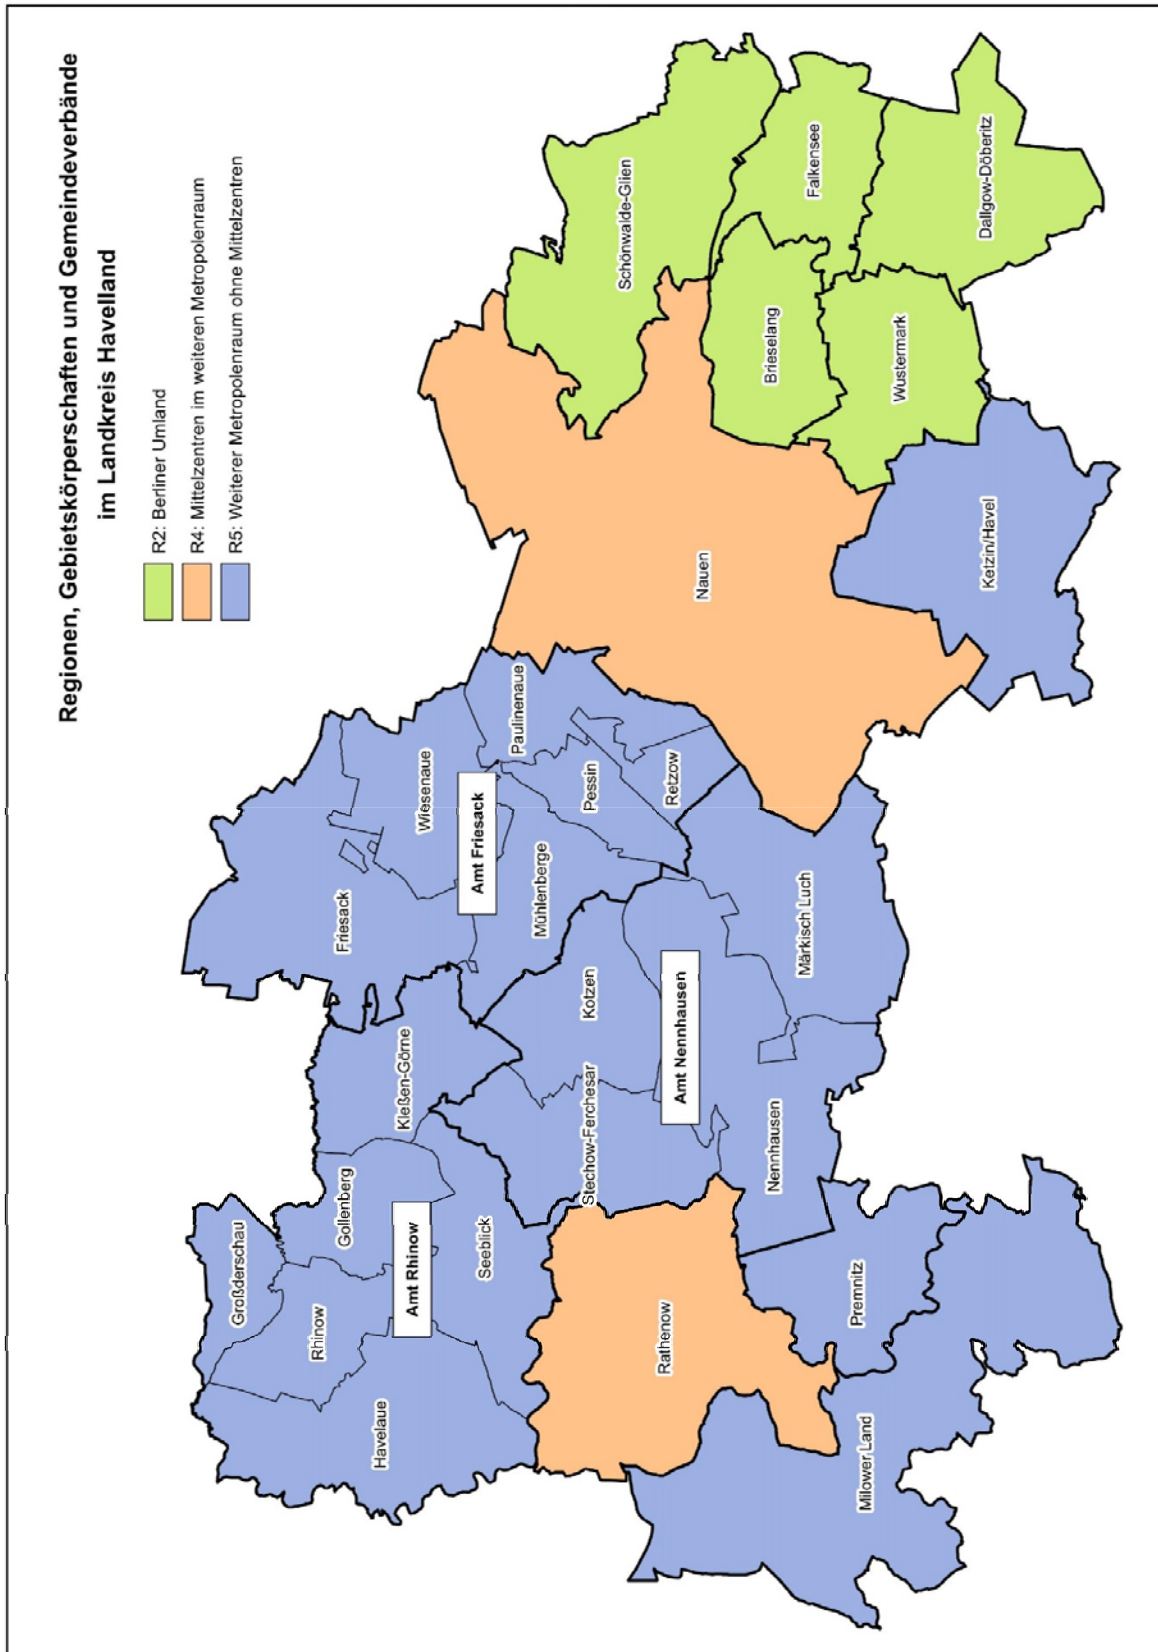 Regionen, Gebietskörperschaften und Gemeindeverbände
im Landkreis Havelland
R2: Berliner Umland
R4: Mittelzentren im weiteren Metropolenraum
R5: Weiterer Metropolenraum ohne Mittelzentren
Großderschau
Rhinow
Gollenberg
Havelaue
Amt Rhinow
Kleßen-Görne
Seeblick
Friesack
Wiesenaue
Amt Friesack
Paulinenaue
Mühlenberge
Pessin
Retzow
Kotzen
Stechow-Ferchesar
Amt Nennhausen
Nennhausen
Märkisch Luch
Rathenow
Premnitz
Milower Land
Nauen
Schönwalde-Glien
Brieselang
Falkensee
Wustermark
Dallgow-Döberitz
Ketzin/Havel